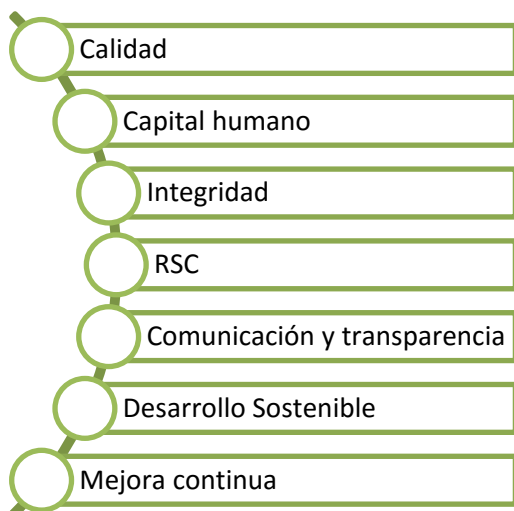 Calidad
Capital humano
Integridad
RSC
Comunicación y transparencia
Desarrollo Sostenible
Mejora continua